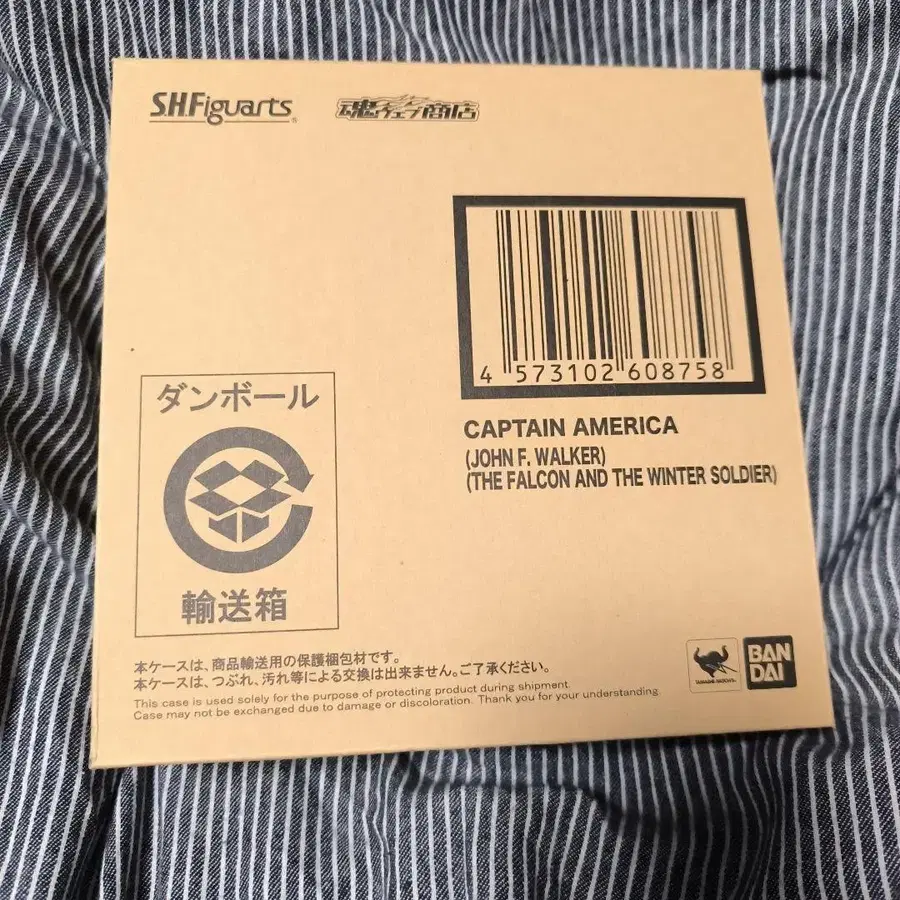 S.H.Figuarts
魂ウェブ商店
4 573102 608758
CAPTAIN AMERICA
(JOHN F. WALKER)
(THE FALCON AND THE WINTER SOLDIER)
ダンボール
輸送箱
本ケースは、商品輸送用の保護梱包材です。
本ケースは、つぶれ、汚れ等による交換は出来ません。ご了承ください。
This case is used solely for the purpose of protecting product during shipment.
Case may not be exchanged due to damage or discoloration. Thank you for your understanding
TAMASHII NATIONS
BAN
DAI